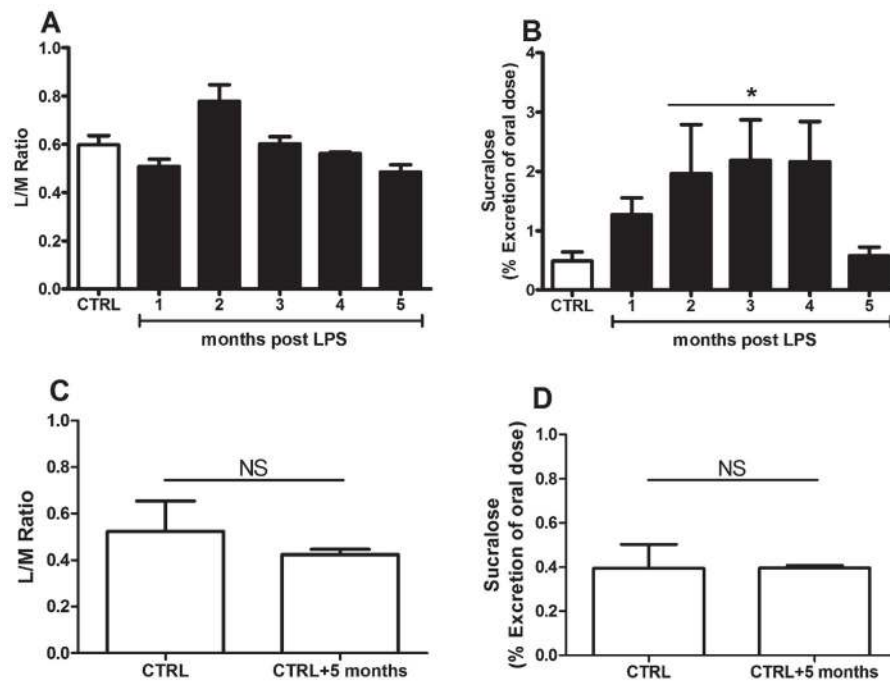 A
L/M Ratio
1.0
0.8
0.6
0.4
0.2
0.0
CTRL 1 2 3 4 5
months post LPS
B
Sucralose
(% Excretion of oral dose)
4
3
2
1
0
*
CTRL 1 2 3 4 5
months post LPS
C
L/M Ratio
1.0
0.8
0.6
0.4
0.2
0.0
NS
CTRL CTRL+5 months
D
Sucralose
(% Excretion of oral dose)
1.0
0.8
0.6
0.4
0.2
0.0
NS
CTRL CTRL+5 months